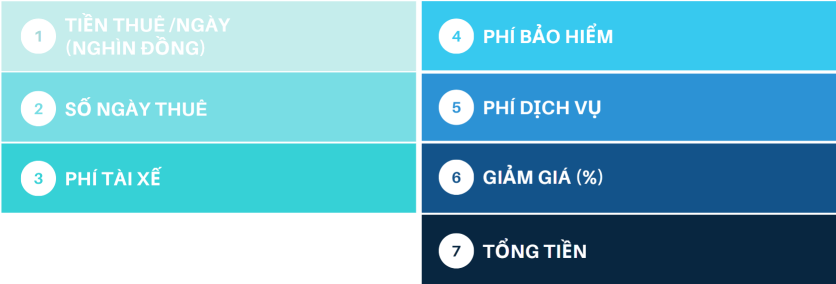 1
TIỀN THUÊ /NGÀY
(NGHÌN ĐỒNG)
2
SỐ NGÀY THUÊ
3
PHÍ TÀI XẾ
4
PHÍ BẢO HIỂM
5
PHÍ DỊCH VỤ
6
GIẢM GIÁ (%)
7
TỔNG TIỀN